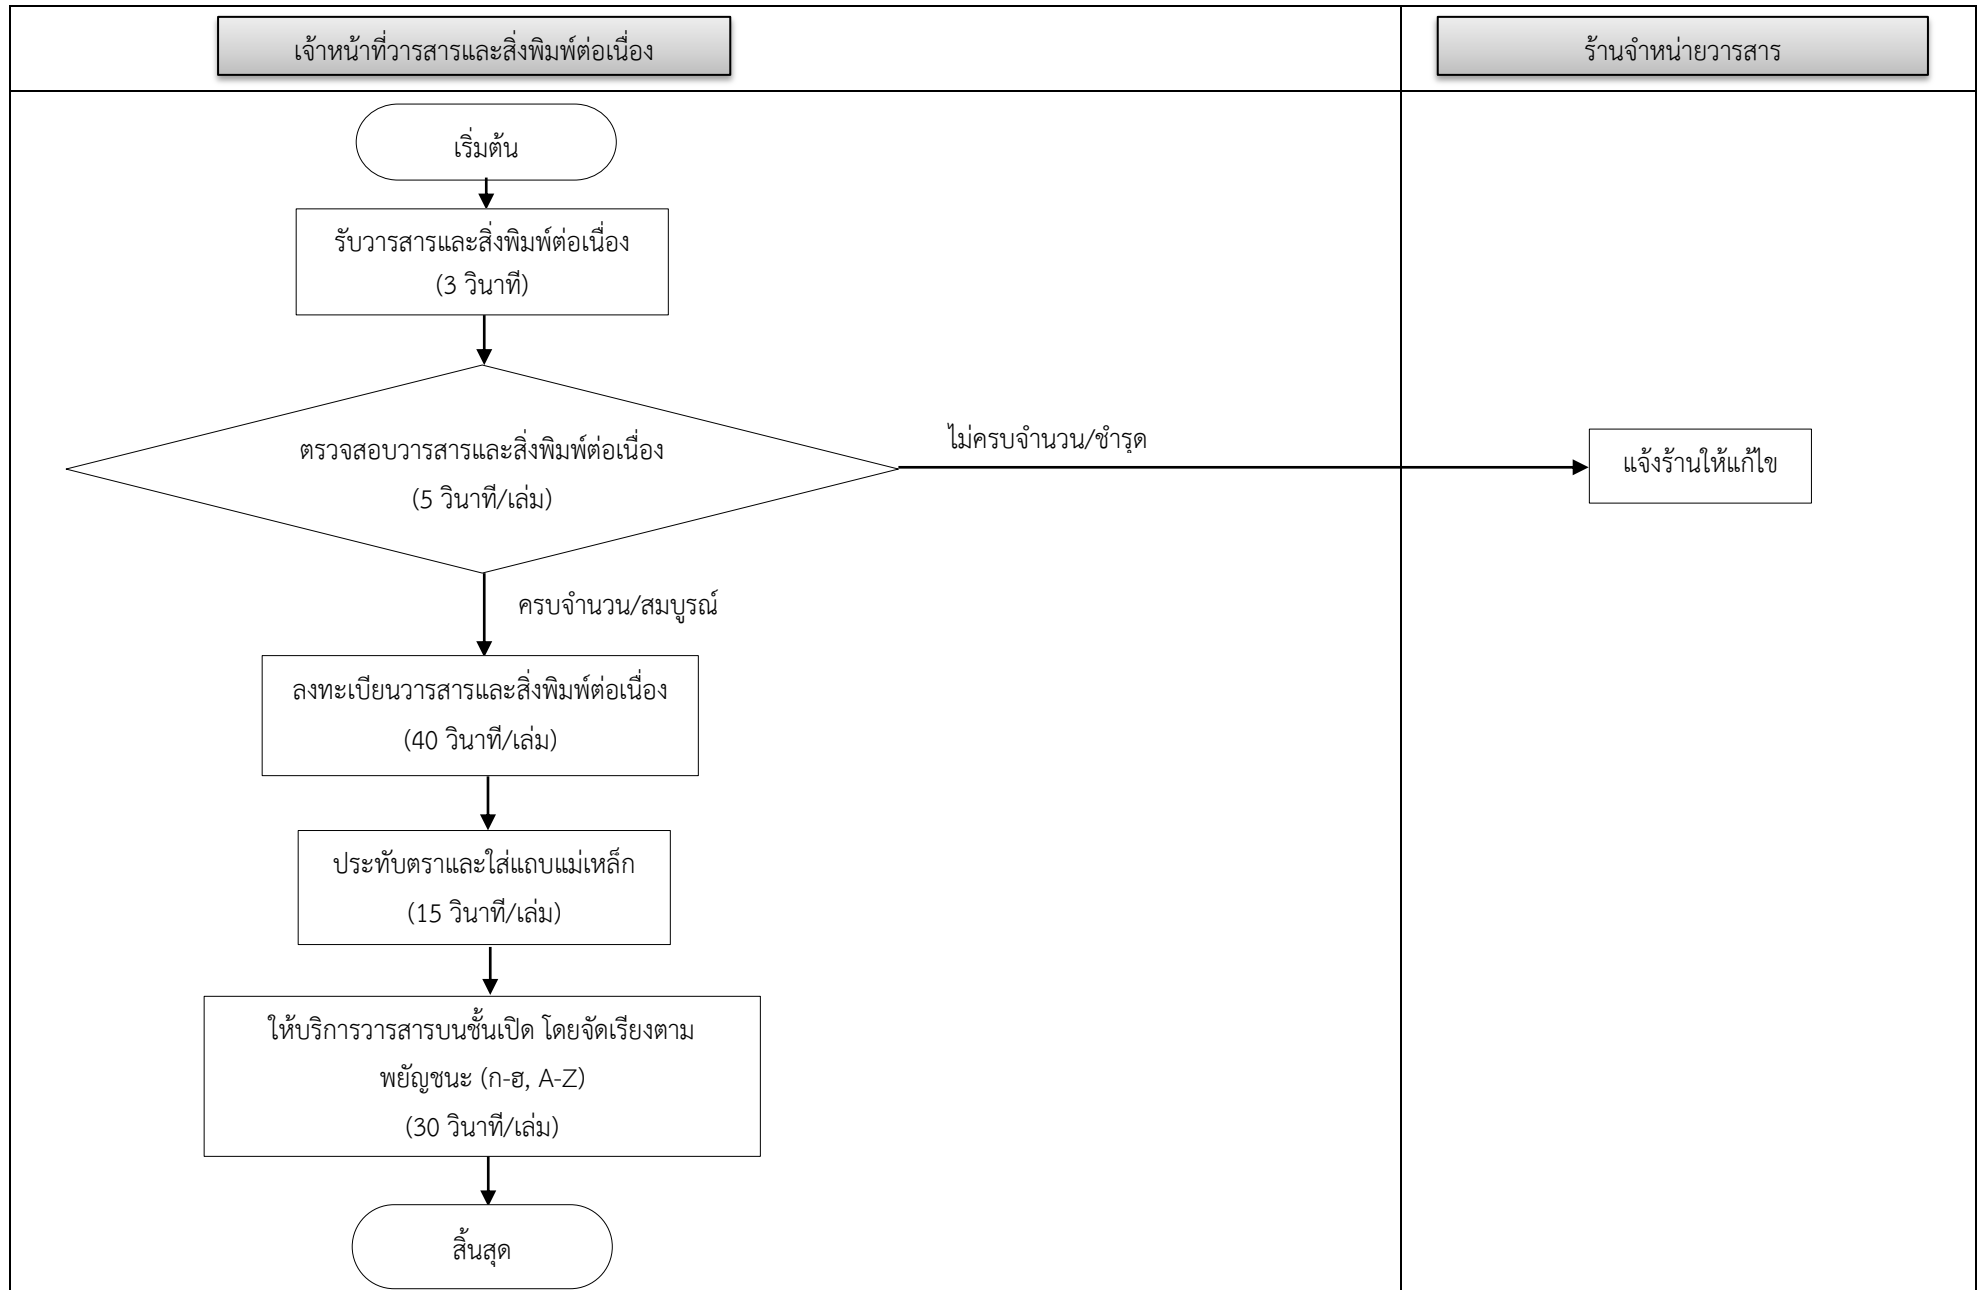 เจ้าหน้าที่วารสารและสิ่งพิมพ์ต่อเนื่อง
ร้านจำหน่ายวารสาร
เริ่มต้น
รับวารสารและสิ่งพิมพ์ต่อเนื่อง
(3 วินาที)
ตรวจสอบวารสารและสิ่งพิมพ์ต่อเนื่อง
(5 วินาที/เล่ม)
ไม่ครบจำนวน/ชำรุด
แจ้งร้านให้แก้ไข
ครบจำนวน/สมบูรณ์
ลงทะเบียนวารสารและสิ่งพิมพ์ต่อเนื่อง
(40 วินาที/เล่ม)
ประทับตราและใส่แถบแม่เหล็ก
(15 วินาที/เล่ม)
ให้บริการวารสารบนชั้นเปิด โดยจัดเรียงตาม
พยัญชนะ (ก-ฮ, A-Z)
(30 วินาที/เล่ม)
สิ้นสุด